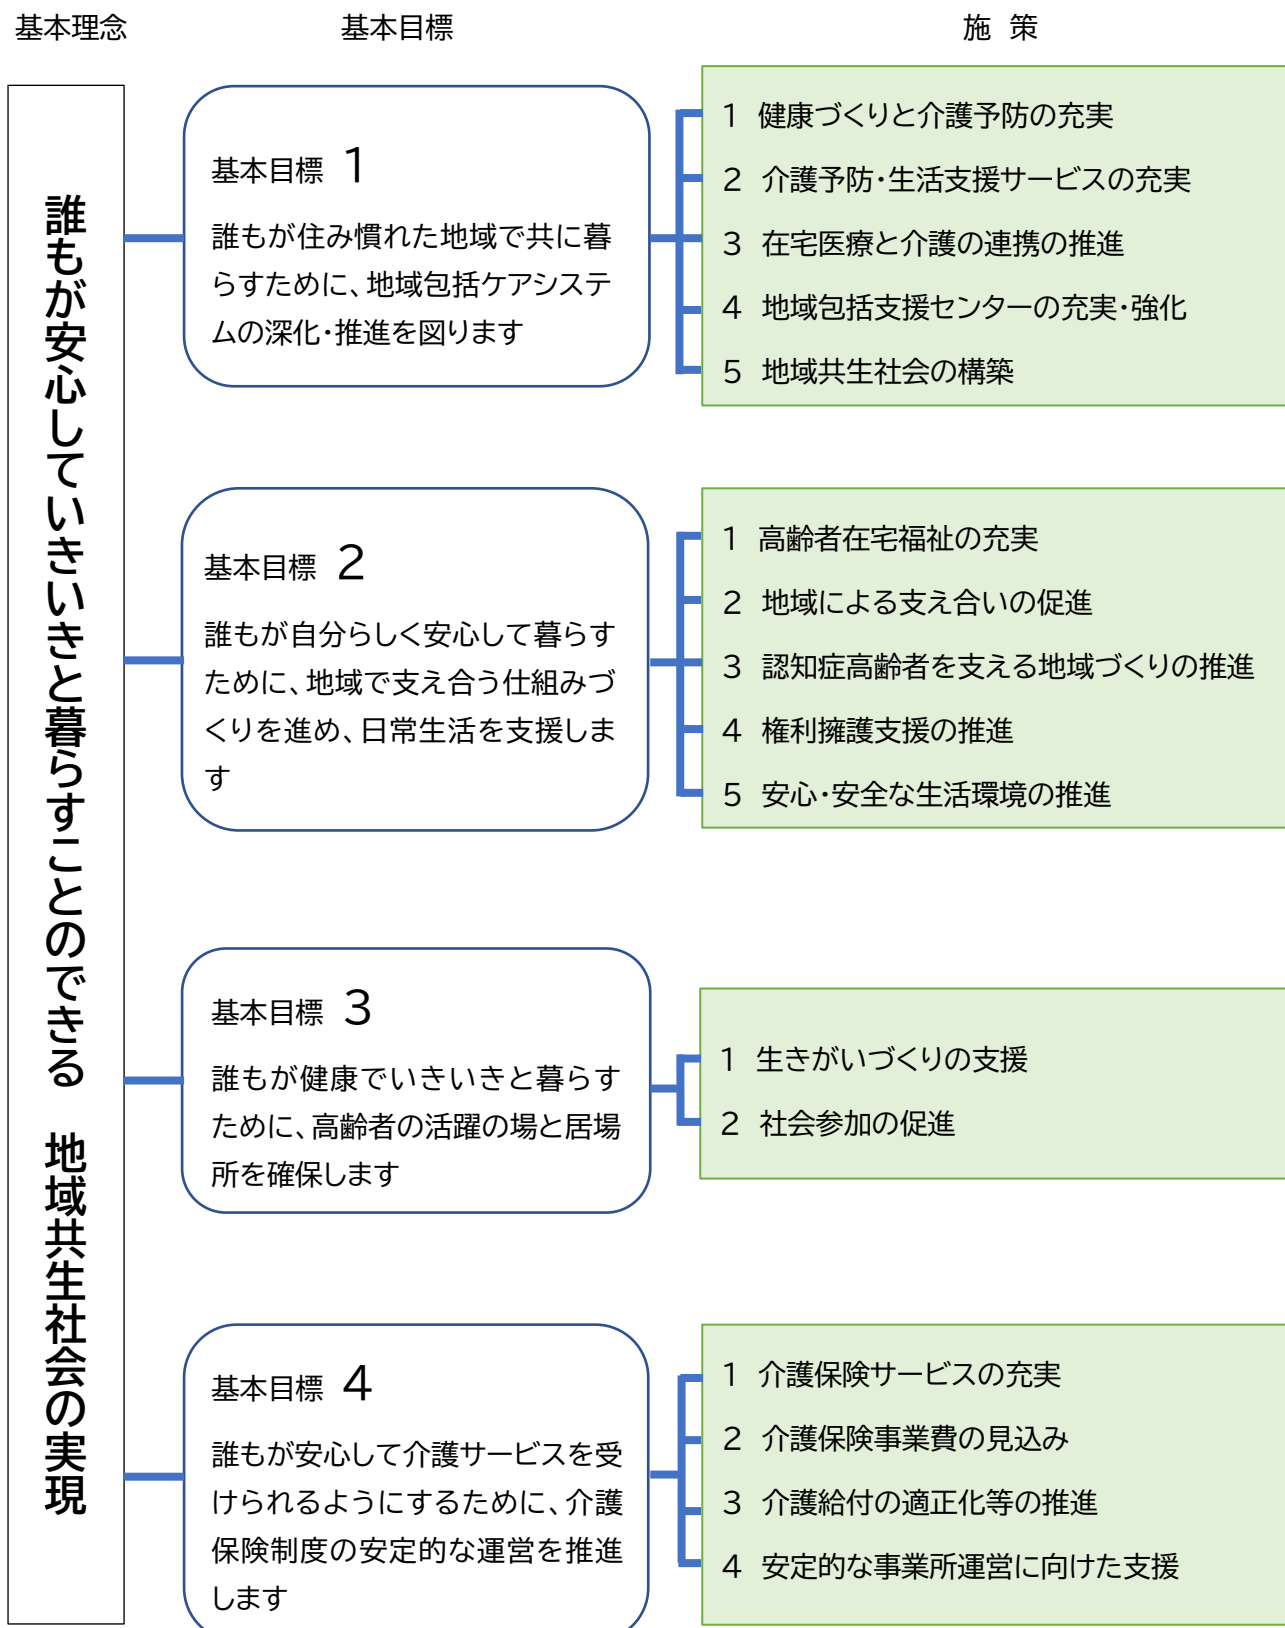 基本理念
基本目標
施 策
誰もが安心していきいきと暮らすことのできる 地域共生社会の実現
基本目標 1
誰もが住み慣れた地域で共に暮
らすために、地域包括ケアシステ
ムの深化・推進を図ります
1 健康づくりと介護予防の充実
2 介護予防・生活支援サービスの充実
3 在宅医療と介護の連携の推進
4 地域包括支援センターの充実・強化
5 地域共生社会の構築
基本目標 2
誰もが自分らしく安心して暮らす
ために、地域で支え合う仕組みづ
くりを進め、日常生活を支援しま
す
1 高齢者在宅福祉の充実
2 地域による支え合いの促進
3 認知症高齢者を支える地域づくりの推進
4 権利擁護支援の推進
5 安心・安全な生活環境の推進
基本目標 3
誰もが健康でいきいきと暮らす
ために、高齢者の活躍の場と居場
所を確保します
1 生きがいづくりの支援
2 社会参加の促進
基本目標 4
誰もが安心して介護サービスを受
けられるようにするために、介護
保険制度の安定的な運営を推進
します
1 介護保険サービスの充実
2 介護保険事業費の見込み
3 介護給付の適正化等の推進
4 安定的な事業所運営に向けた支援